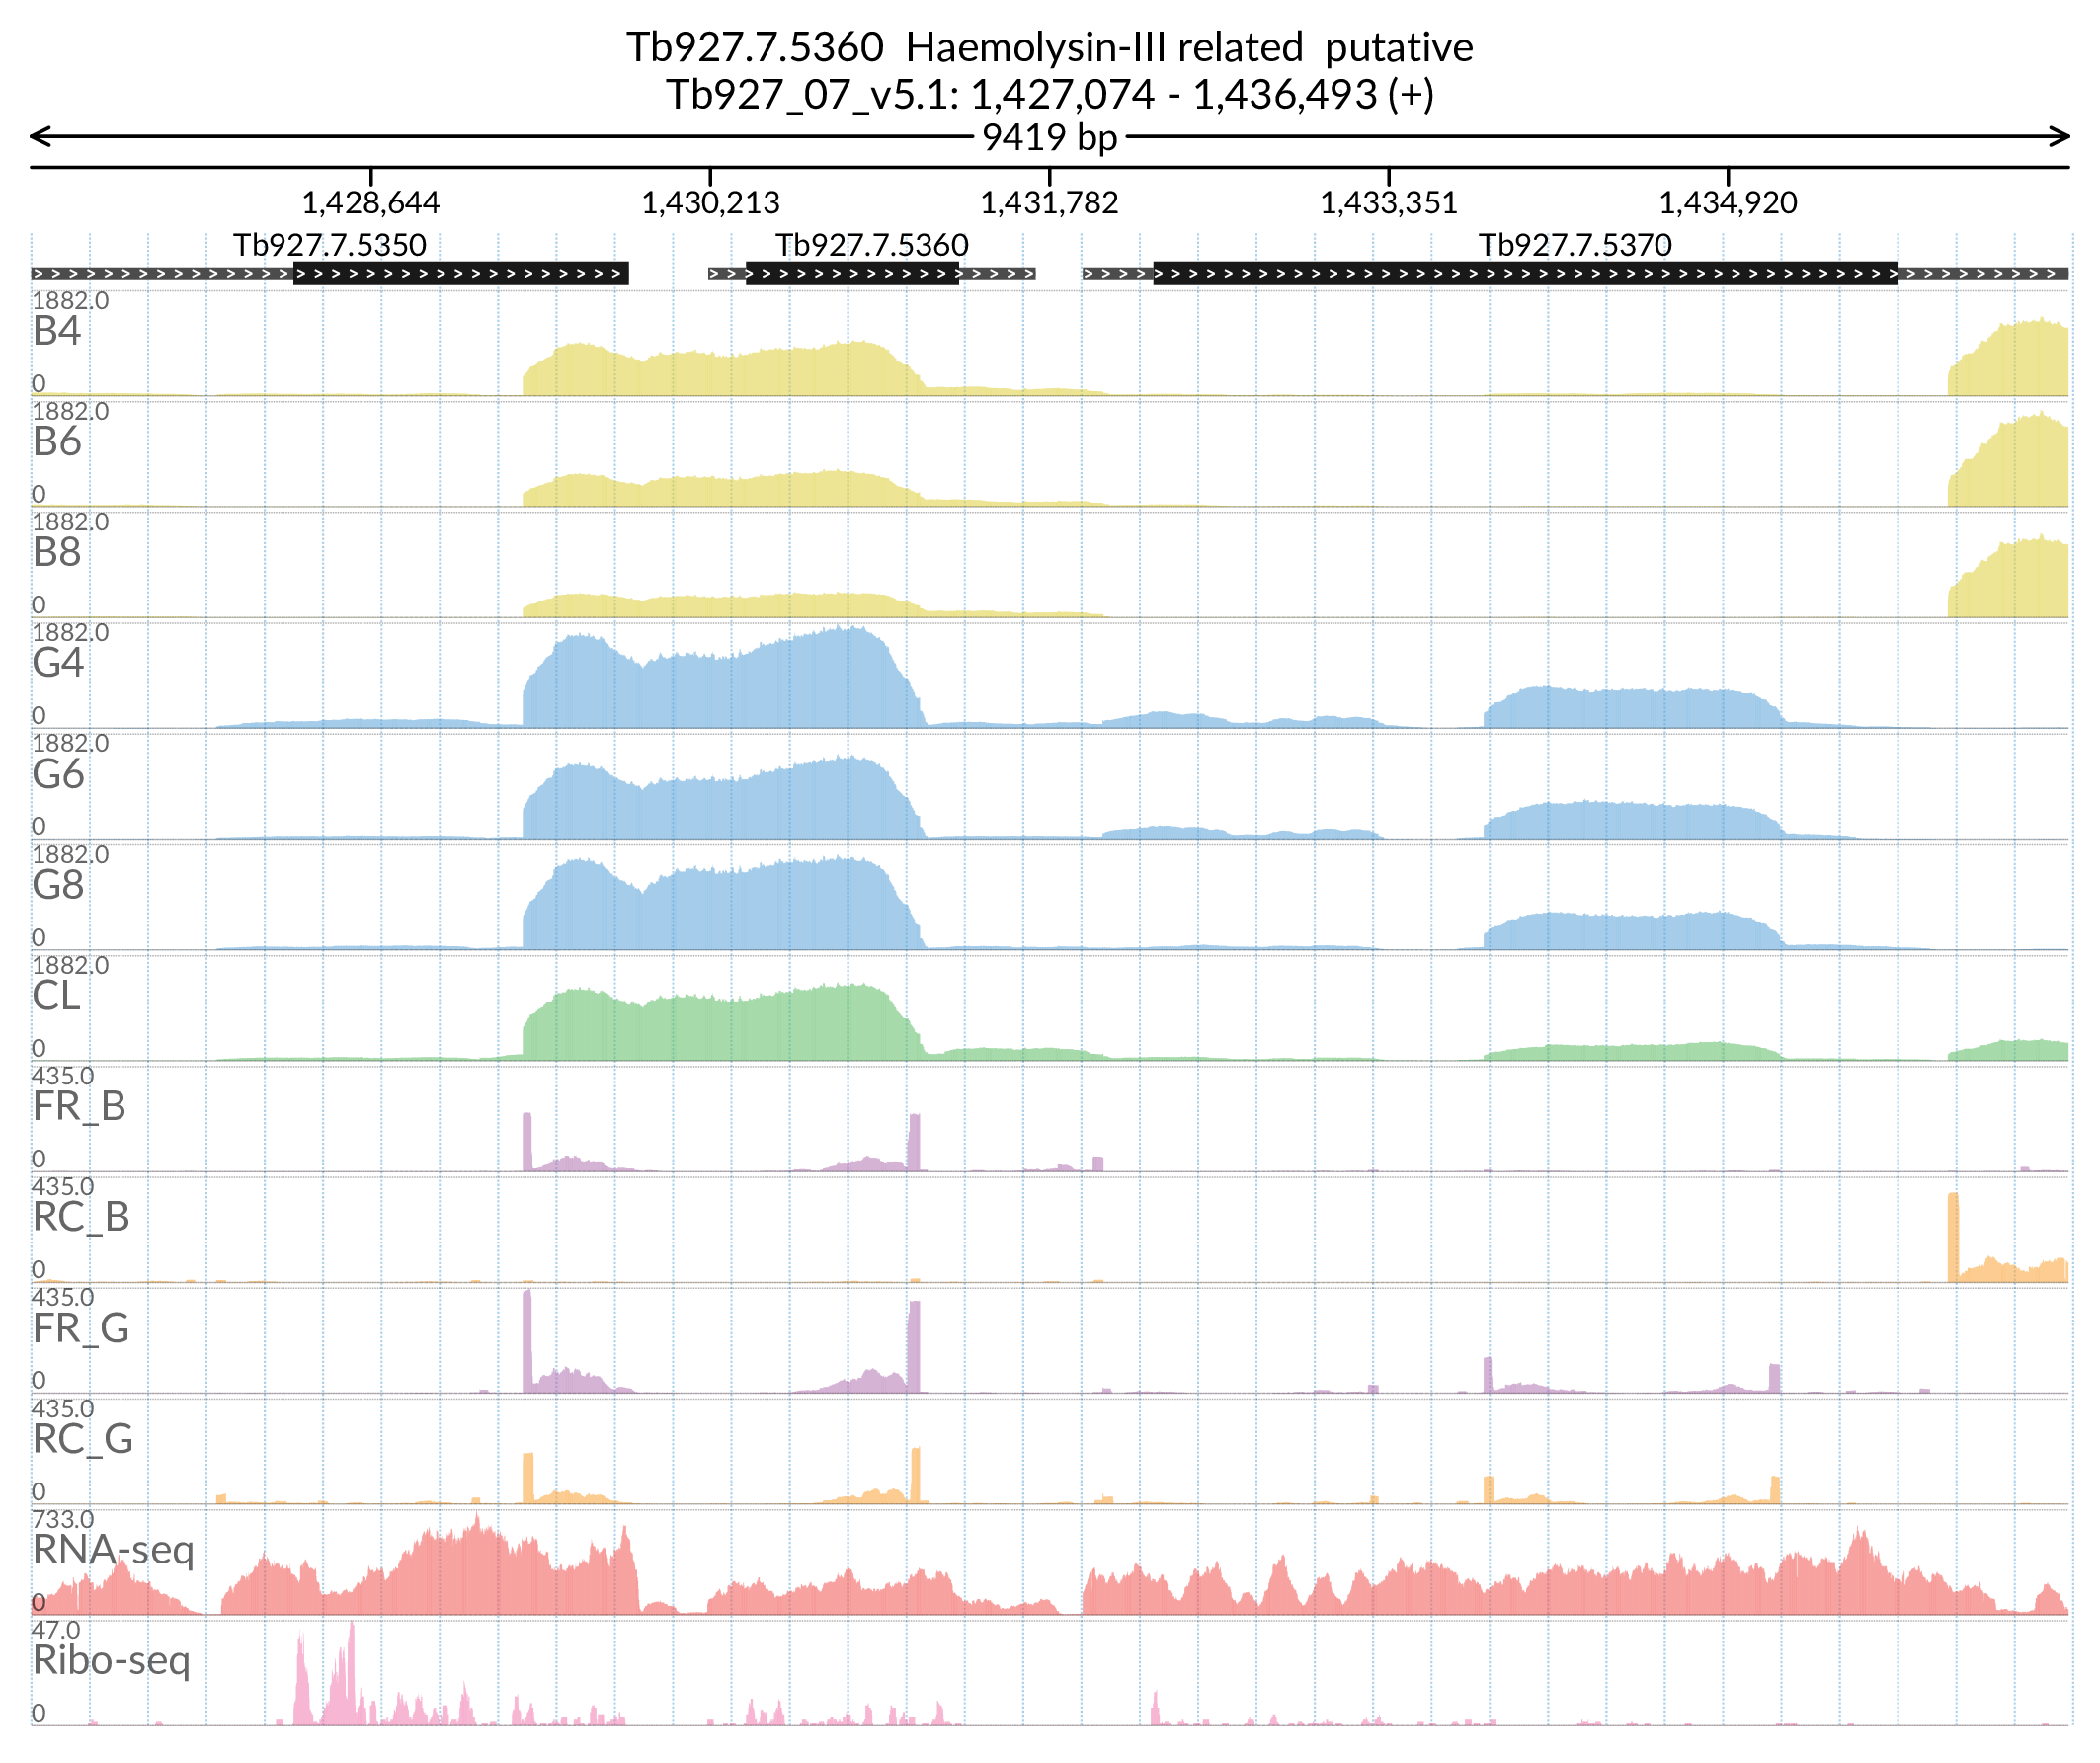 Tb927.7.5360  Haemolysin-III related  putative
Tb927_07_v5.1: 1,427,074 - 1,436,493 (+)
9419 bp
1,428,644 1,430,213 1,431,782 1,433,351 1,434,920
Tb927.7.5350 Tb927.7.5360 Tb927.7.5370
1882.0
B4
0
1882.0
B6
0
1882.0
B8
0
1882.0
G4
0
1882.0
G6
0
1882.0
G8
0
1882.0
CL
0
435.0
FR_B
0
435.0
RC_B
0
435.0
FR_G
0
435.0
RC_G
0
733.0
RNA-seq
0
47.0
Ribo-seq
0